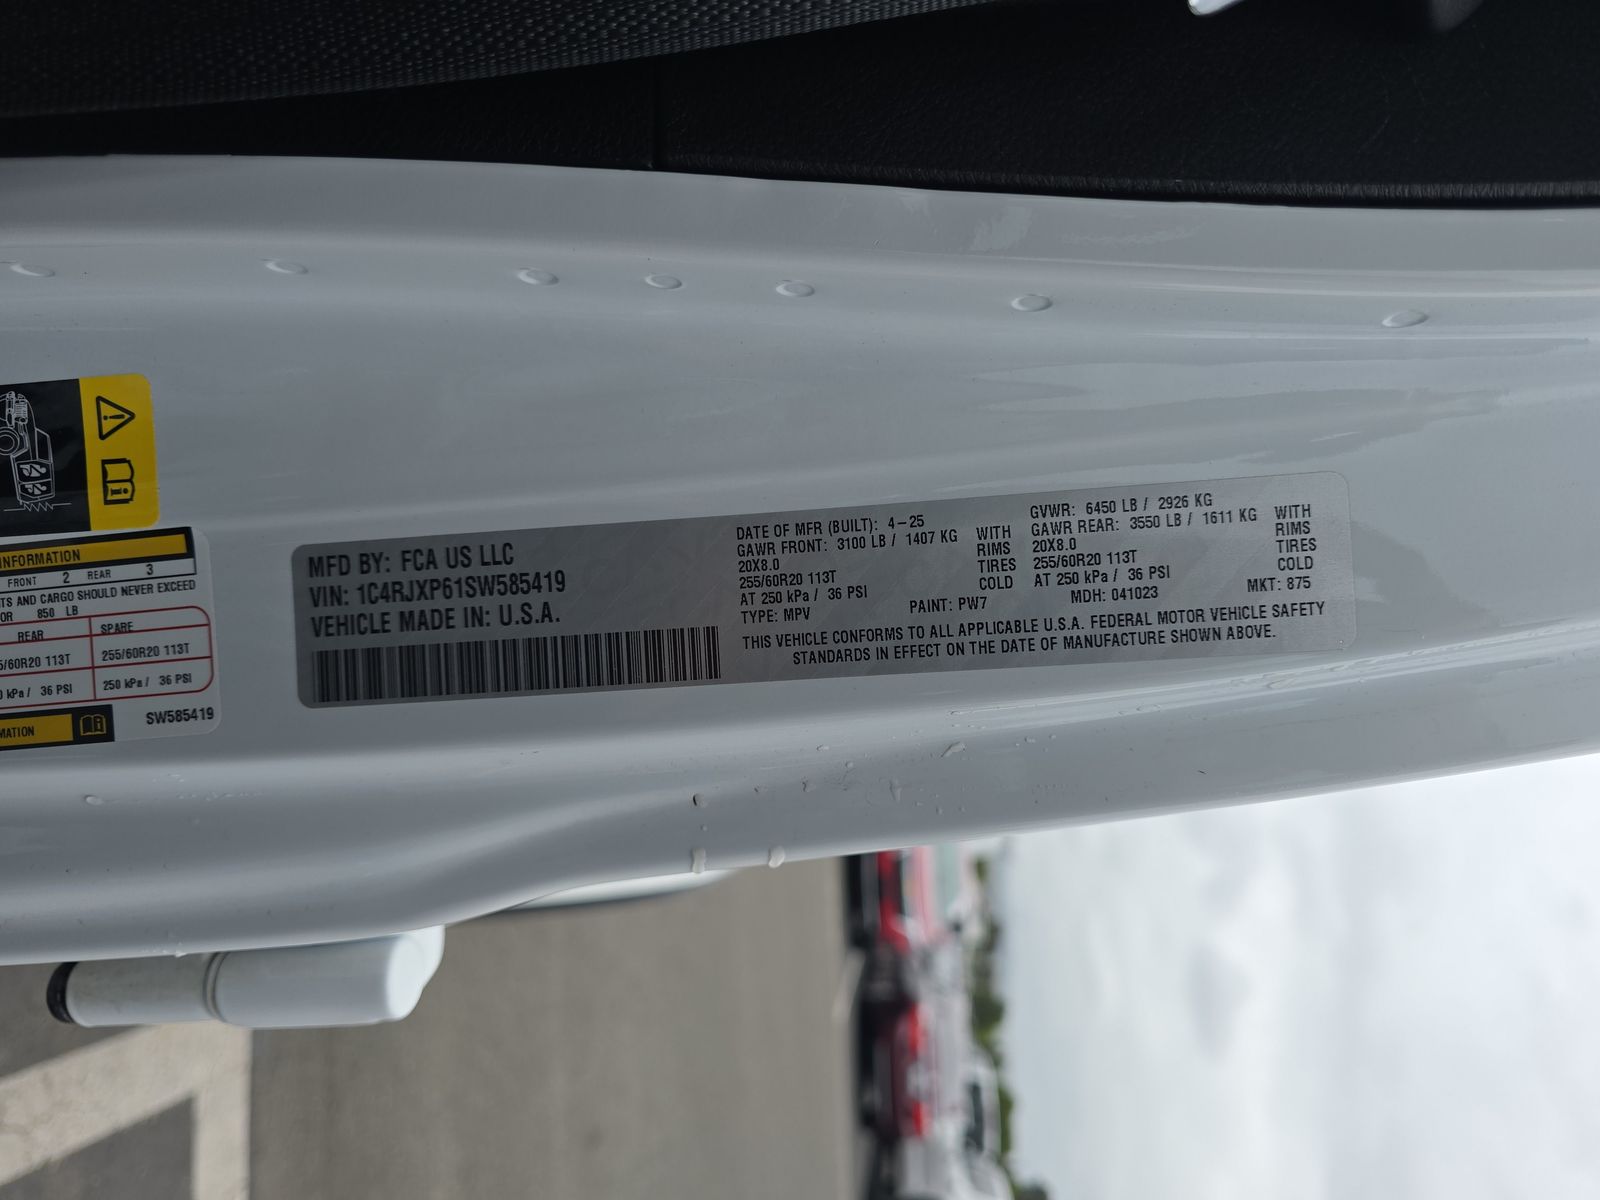 INFORMATION
FRONT 2 REAR 3
TS AND CARGO SHOULD NEVER EXCEED
OR 850 LB
REAR SPARE
5/60R20 113T 255/60R20 113T
0 kPa / 36 PSI 250 kPa / 36 PSI
MATION
SW585419
MFD BY: FCA US LLC
VIN: 1C4RJXP61SW585419
VEHICLE MADE IN: U.S.A.
DATE OF MFR (BUILT): 4-25 GVWR: 6450 LB / 2926 KG
GAWR FRONT: 3100 LB / 1407 KG WITH GAWR REAR: 3550 LB / 1611 KG WITH
20X8.0 RIMS 20X8.0 RIMS
255/60R20 113T TIRES 255/60R20 113T TIRES
AT 250 kPa / 36 PSI COLD AT 250 kPa / 36 PSI COLD
TYPE: MPV PAINT: PW7 MDH: 041023 MKT: 875
THIS VEHICLE CONFORMS TO ALL APPLICABLE U.S.A. FEDERAL MOTOR VEHICLE SAFETY
STANDARDS IN EFFECT ON THE DATE OF MANUFACTURE SHOWN ABOVE.